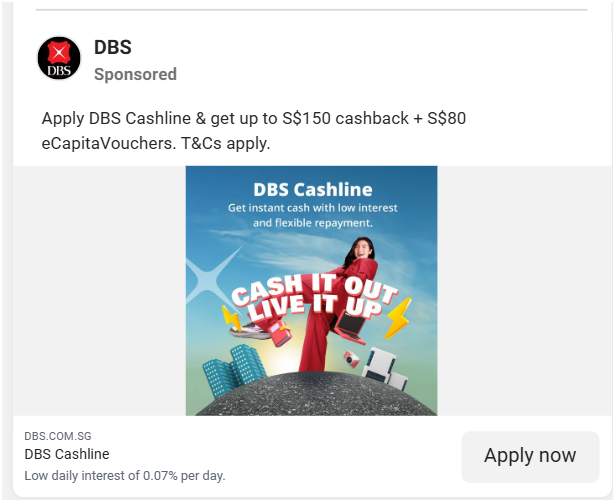 DBS
DBS
Sponsored
Apply DBS Cashline & get up to S$150 cashback + S$80
eCapitaVouchers. T&Cs apply.
DBS Cashline
Get instant cash with low interest
and flexible repayment.
CASH IT OUT
LIVE IT UP
DBS.COM.SG
DBS Cashline
Low daily interest of 0.07% per day.
Apply now